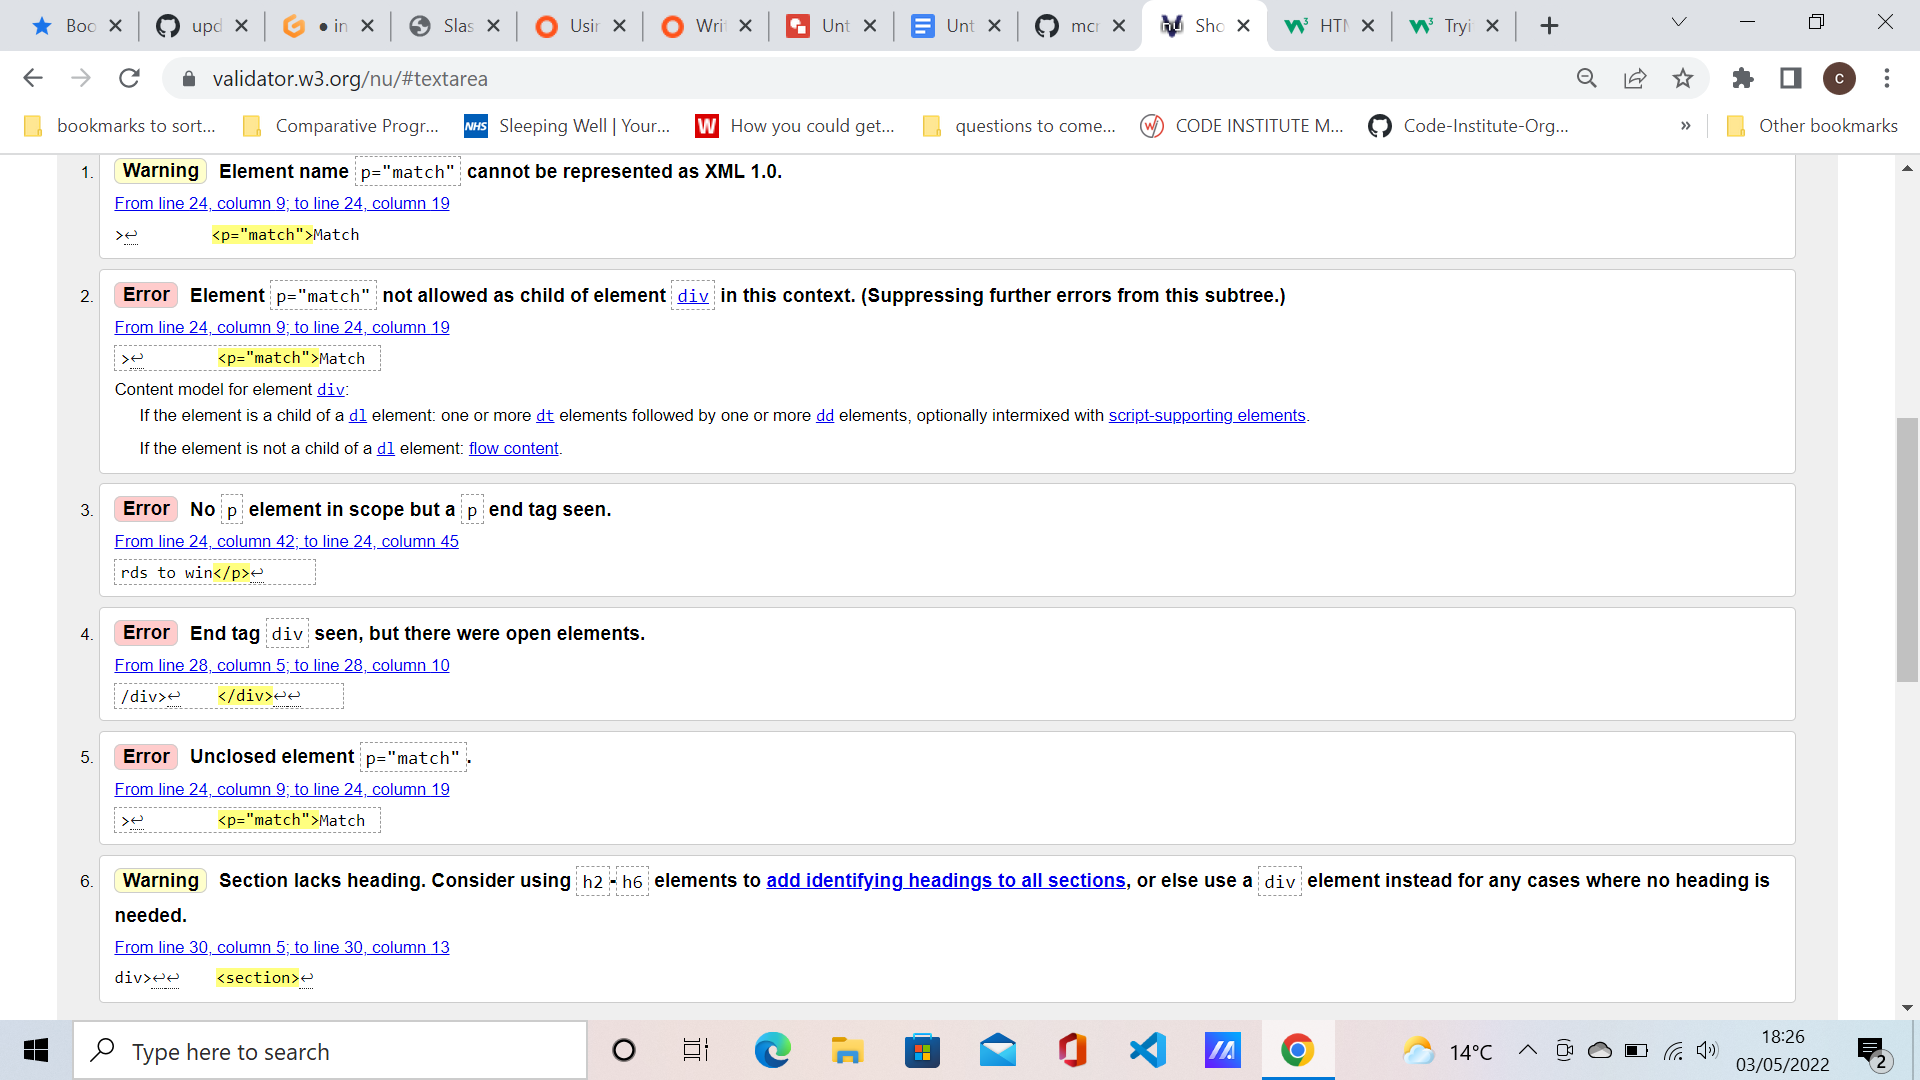 Boo
upd
● in
Slas
Usin
Writ
Unt
Unt
mcr
Sho
HTM
Tryi
validator.w3.org/nu/#textarea
c
bookmarks to sort...
Comparative Progr...
NHS
Sleeping Well | Your...
W
How you could get...
questions to come...
CODE INSTITUTE M...
Code-Institute-Org...
»
Other bookmarks
1. Warning Element name p="match" cannot be represented as XML 1.0.
From line 24, column 9; to line 24, column 19
>↩ <p="match">Match
2. Error Element p="match" not allowed as child of element div in this context. (Suppressing further errors from this subtree.)
From line 24, column 9; to line 24, column 19
>↩ <p="match">Match
Content model for element div:
If the element is a child of a dl element: one or more dt elements followed by one or more dd elements, optionally intermixed with script-supporting elements.
If the element is not a child of a dl element: flow content.
3. Error No p element in scope but a p end tag seen.
From line 24, column 42; to line 24, column 45
rds to win</p>↩
4. Error End tag div seen, but there were open elements.
From line 28, column 5; to line 28, column 10
/div>↩ </div>↩↩
5. Error Unclosed element p="match".
From line 24, column 9; to line 24, column 19
>↩ <p="match">Match
6. Warning Section lacks heading. Consider using h2-h6 elements to add identifying headings to all sections, or else use a div element instead for any cases where no heading is
needed.
From line 30, column 5; to line 30, column 13
div>↩↩ <section>↩
Type here to search
14°C
18:26
03/05/2022
2